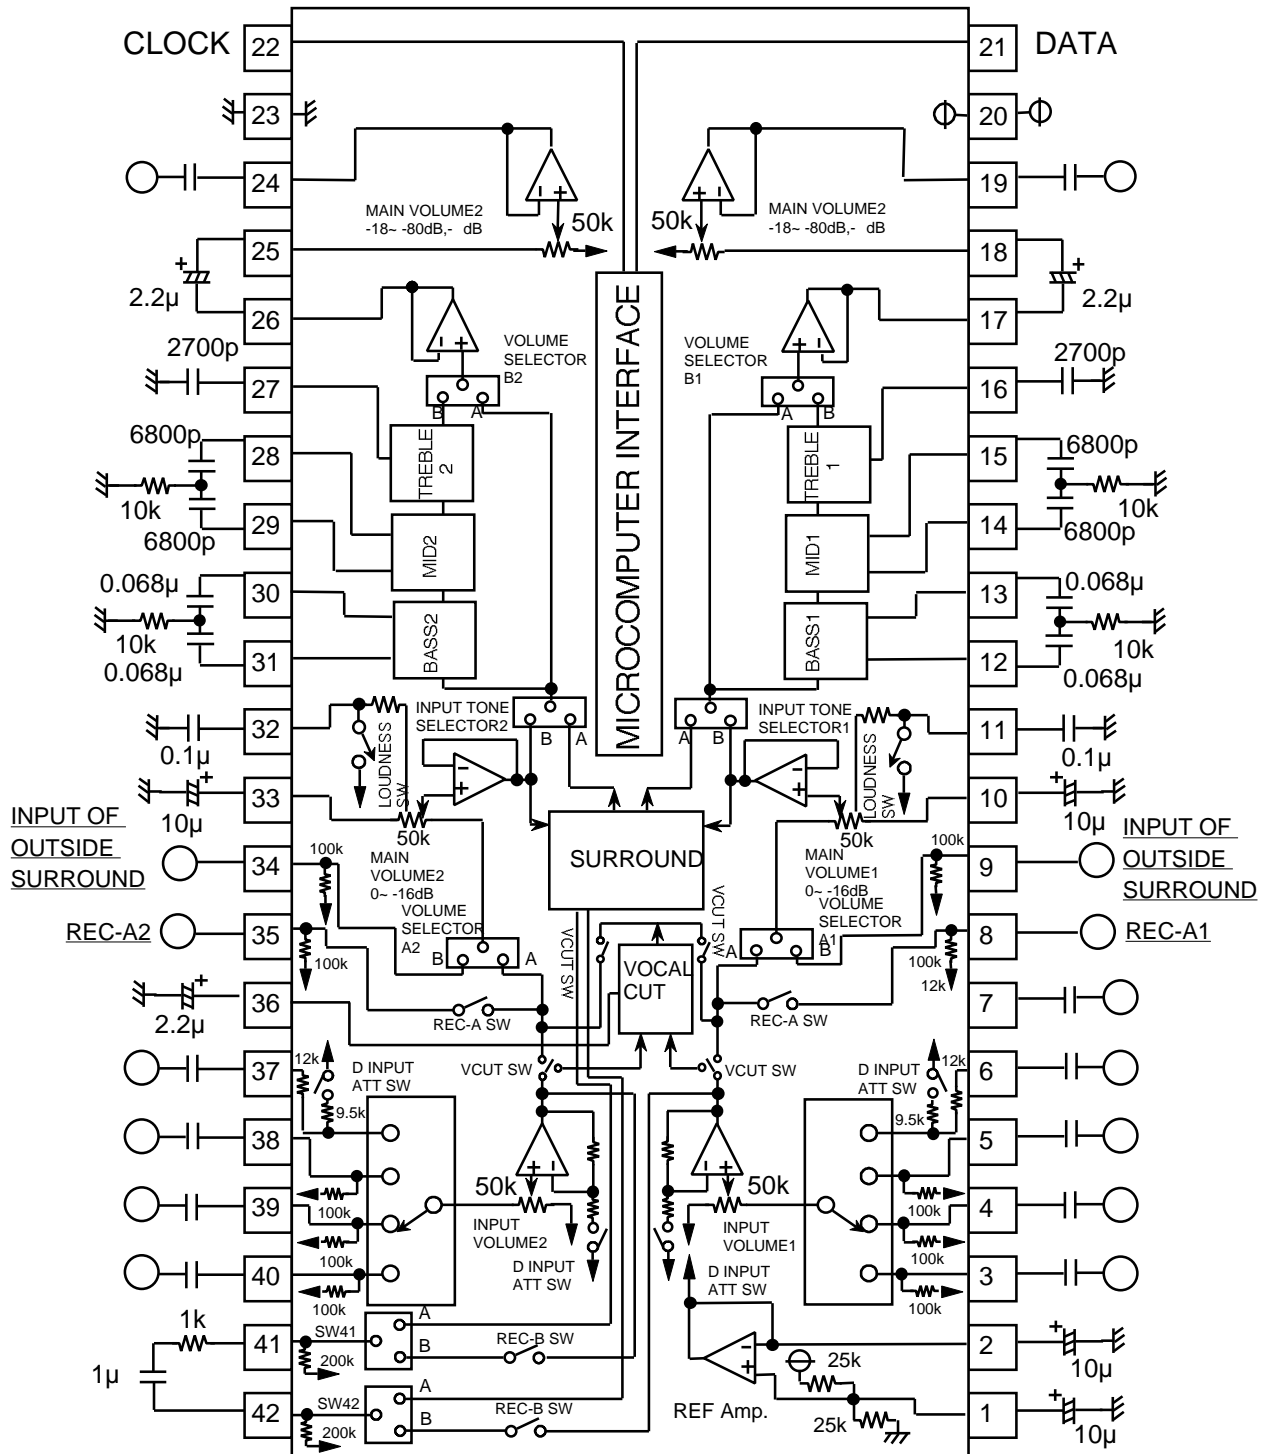 CLOCK 22 21 DATA
23 20
24 19
MAIN VOLUME2
-18~ -80dB,- dB
50k 50k
MAIN VOLUME2
-18~ -80dB,- dB
25 18
2.2µ + + 2.2µ
26 17
VOLUME
SELECTOR
B2
VOLUME
SELECTOR
B1
MICROCOMPUTER INTERFACE
2700p 2700p
27 16
B A A B
6800p 6800p
28 15
TREBLE
2
TREBLE
1
10k 10k
29 14
6800p 6800p
MID2 MID1
0.068µ 0.068µ
30 13
10k 10k
BASS2 BASS1
31 12
0.068µ 0.068µ
INPUT TONE
SELECTOR2
INPUT TONE
SELECTOR1
32 11
B A A B
0.1µ 0.1µ
LOUDNESS
SW
LOUDNESS
SW
33 10
+ +
10µ 10µ
50k 50k
INPUT OF
OUTSIDE
SURROUND
INPUT OF
OUTSIDE
SURROUND
34 9
100k 100k
SURROUND
MAIN
VOLUME2
0~ -16dB
MAIN
VOLUME1
0~ -16dB
VOLUME
SELECTOR
A2
VOLUME
SELECTOR
A1
REC-A2 35 8 REC-A1
100k 100k
12k
B A A B
VCUT SW VCUT SW
VOCAL
CUT
36 7
+
2.2µ
REC-A SW REC-A SW
37 6
12k 12k
D INPUT
ATT SW
D INPUT
ATT SW
VCUT SW VCUT SW
9.5k 9.5k
38 5
50k 50k
39 4
100k 100k
INPUT
VOLUME2
INPUT
VOLUME1
100k 100k
40 3
D INPUT
ATT SW
D INPUT
ATT SW
100k 100k
1k
41 2
SW41 A
B
REC-B SW
200k
1µ
+
10µ
25k
42 1
SW42 A
B
REC-B SW
200k
REF Amp.
25k
+
10µ